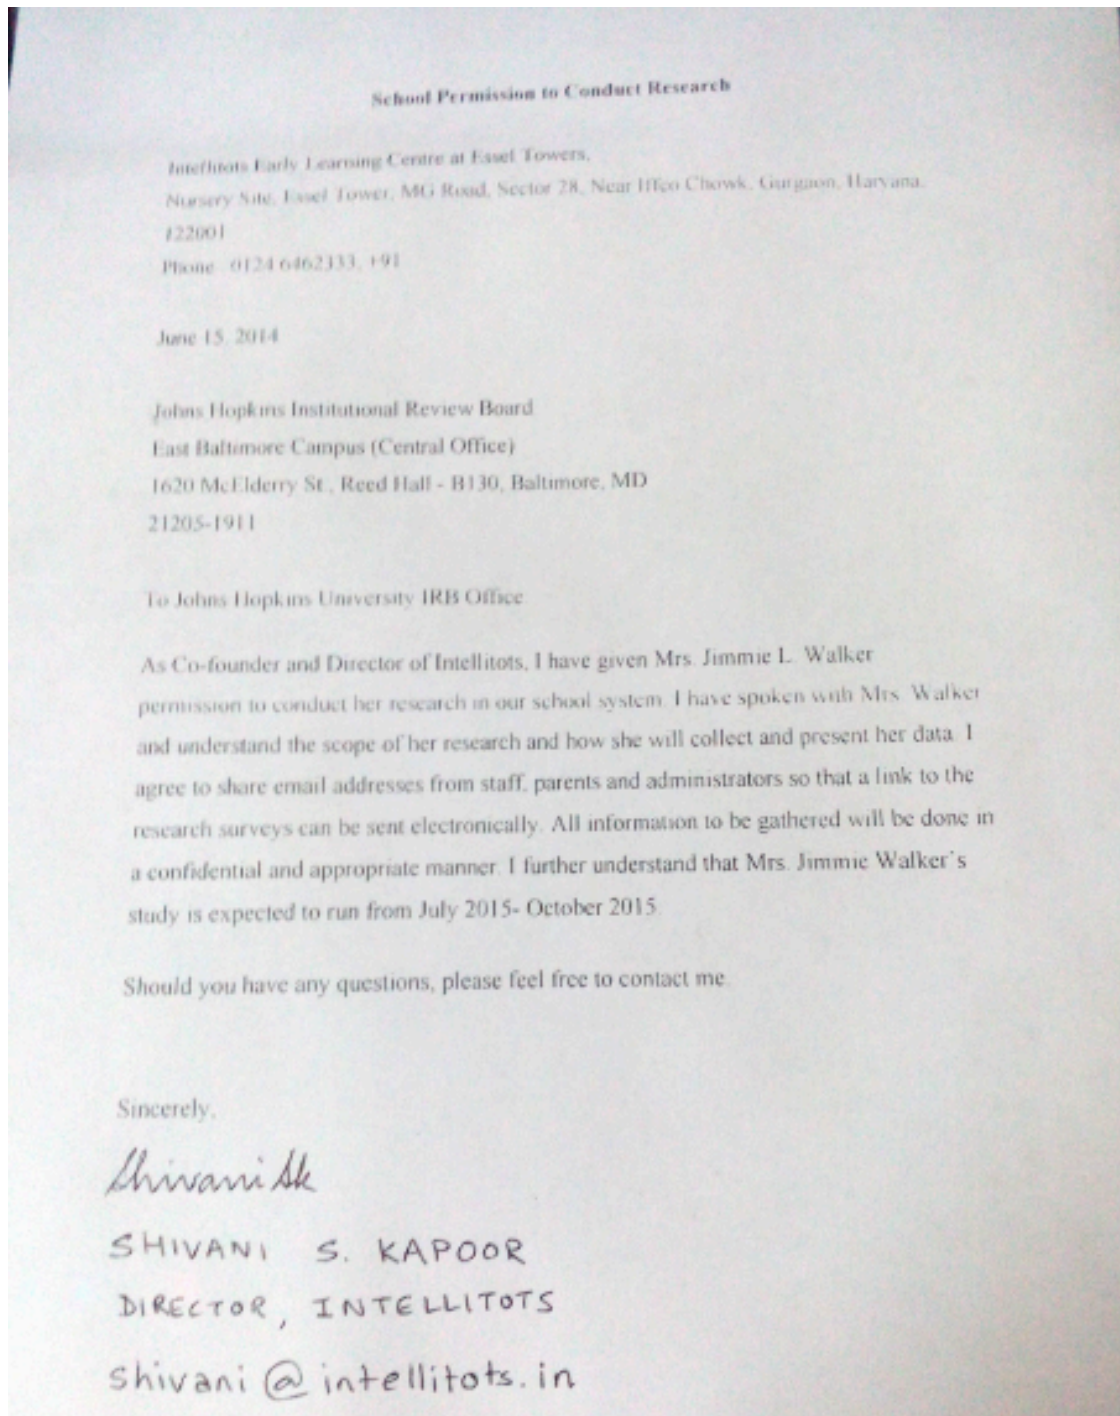 School Permission to Conduct Research
Intellitots Early Learning Centre at Essel Towers,
Nursery Site, Essel Tower, MG Road, Sector 28, Near Iffco Chowk, Gurgaon, Haryana,
122001
Phone 0124 6462333, +91
June 15, 2014
Johns Hopkins Institutional Review Board
East Baltimore Campus (Central Office)
1620 McElderry St., Reed Hall - B130, Baltimore, MD
21205-1911
To Johns Hopkins University IRB Office
As Co-founder and Director of Intellitots, I have given Mrs. Jimmie L. Walker
permission to conduct her research in our school system. I have spoken with Mrs. Walker
and understand the scope of her research and how she will collect and present her data. I
agree to share email addresses from staff, parents and administrators so that a link to the
research surveys can be sent electronically. All information to be gathered will be done in
a confidential and appropriate manner. I further understand that Mrs. Jimmie Walker's
study is expected to run from July 2015- October 2015
Should you have any questions, please feel free to contact me.
Sincerely,
Shivani Sk
SHIVANI S. KAPOOR
DIRECTOR, INTELLITOTS
shivani@intellitots.in